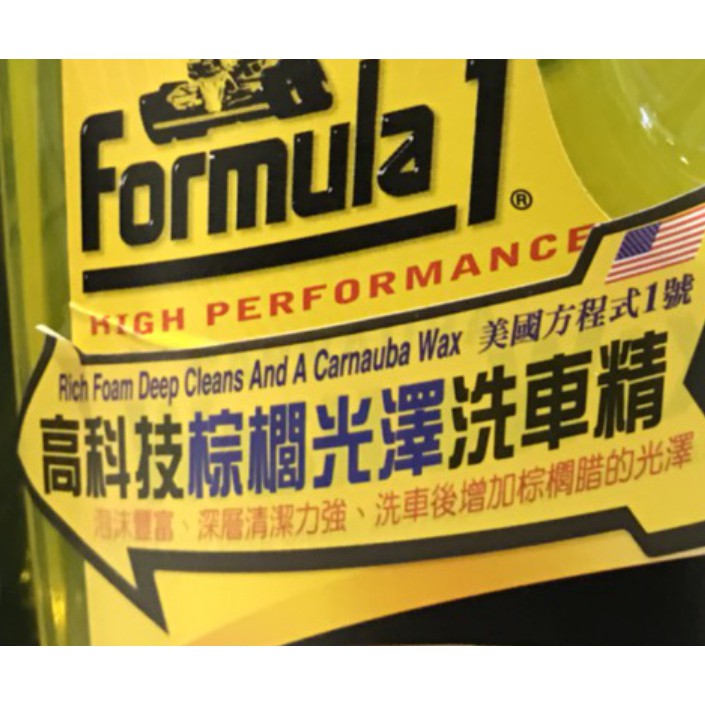 Formula 1®
HIGH PERFORMANCE
Rich Foam Deep Cleans And A Carnauba Wax 美國方程式1號
高科技棕櫚光澤洗車精
泡沫豐富、深層清潔力強、洗車後增加棕櫚腊的光澤